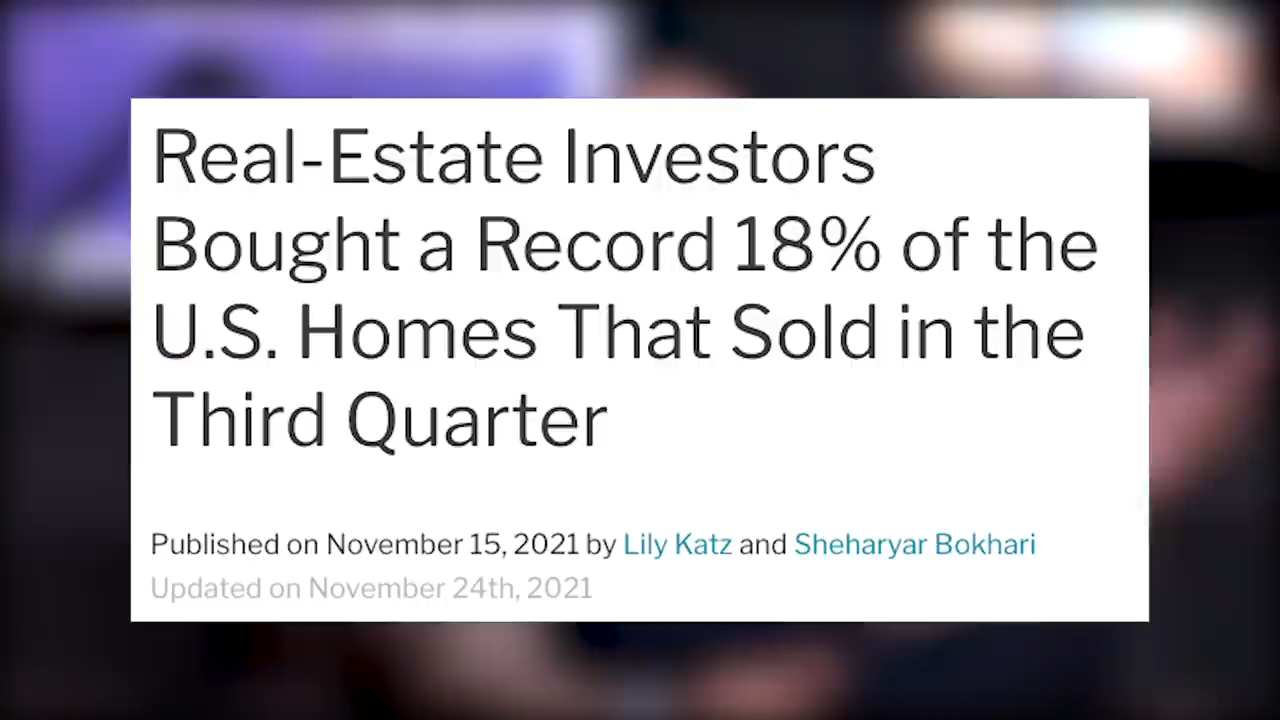 Real-Estate Investors
Bought a Record 18% of the
U.S. Homes That Sold in the
Third Quarter
Published on November 15, 2021 by Lily Katz and Sheharyar Bokhari
Updated on November 24th, 2021